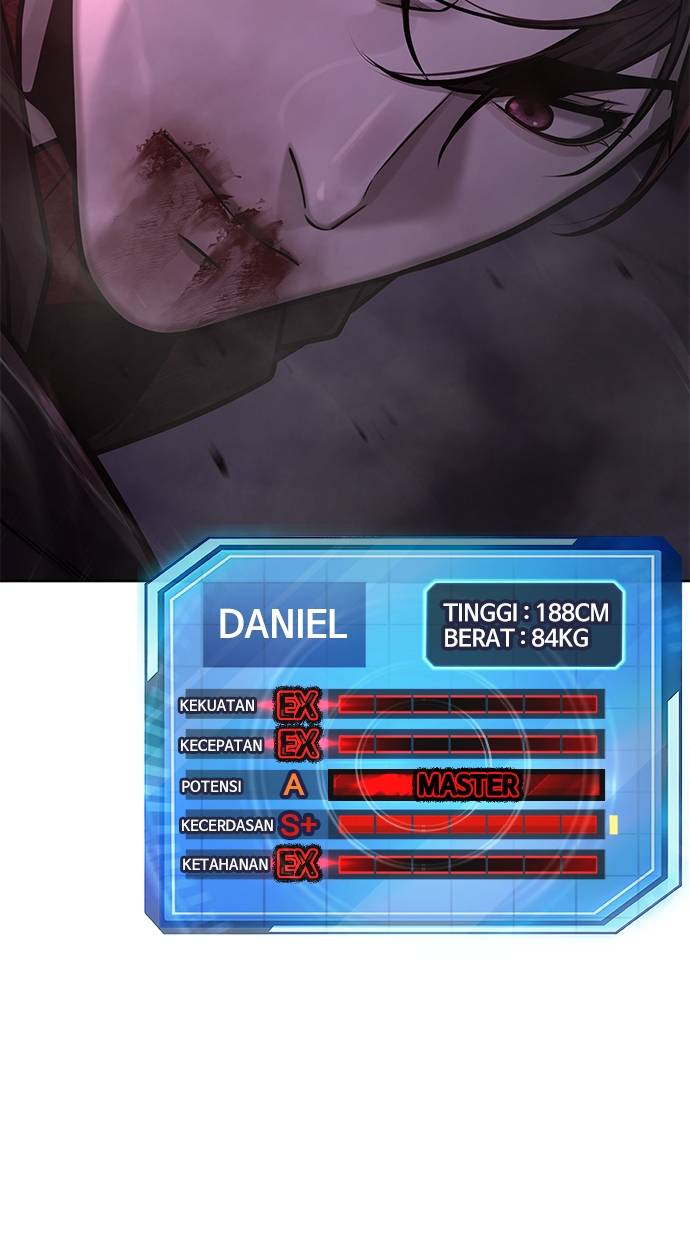 DANIEL
TINGGI : 188CM
BERAT : 84KG
KEKUATAN EX
KECEPATAN EX
POTENSI A MASTER
KECERDASAN S+
KETAHANAN EX